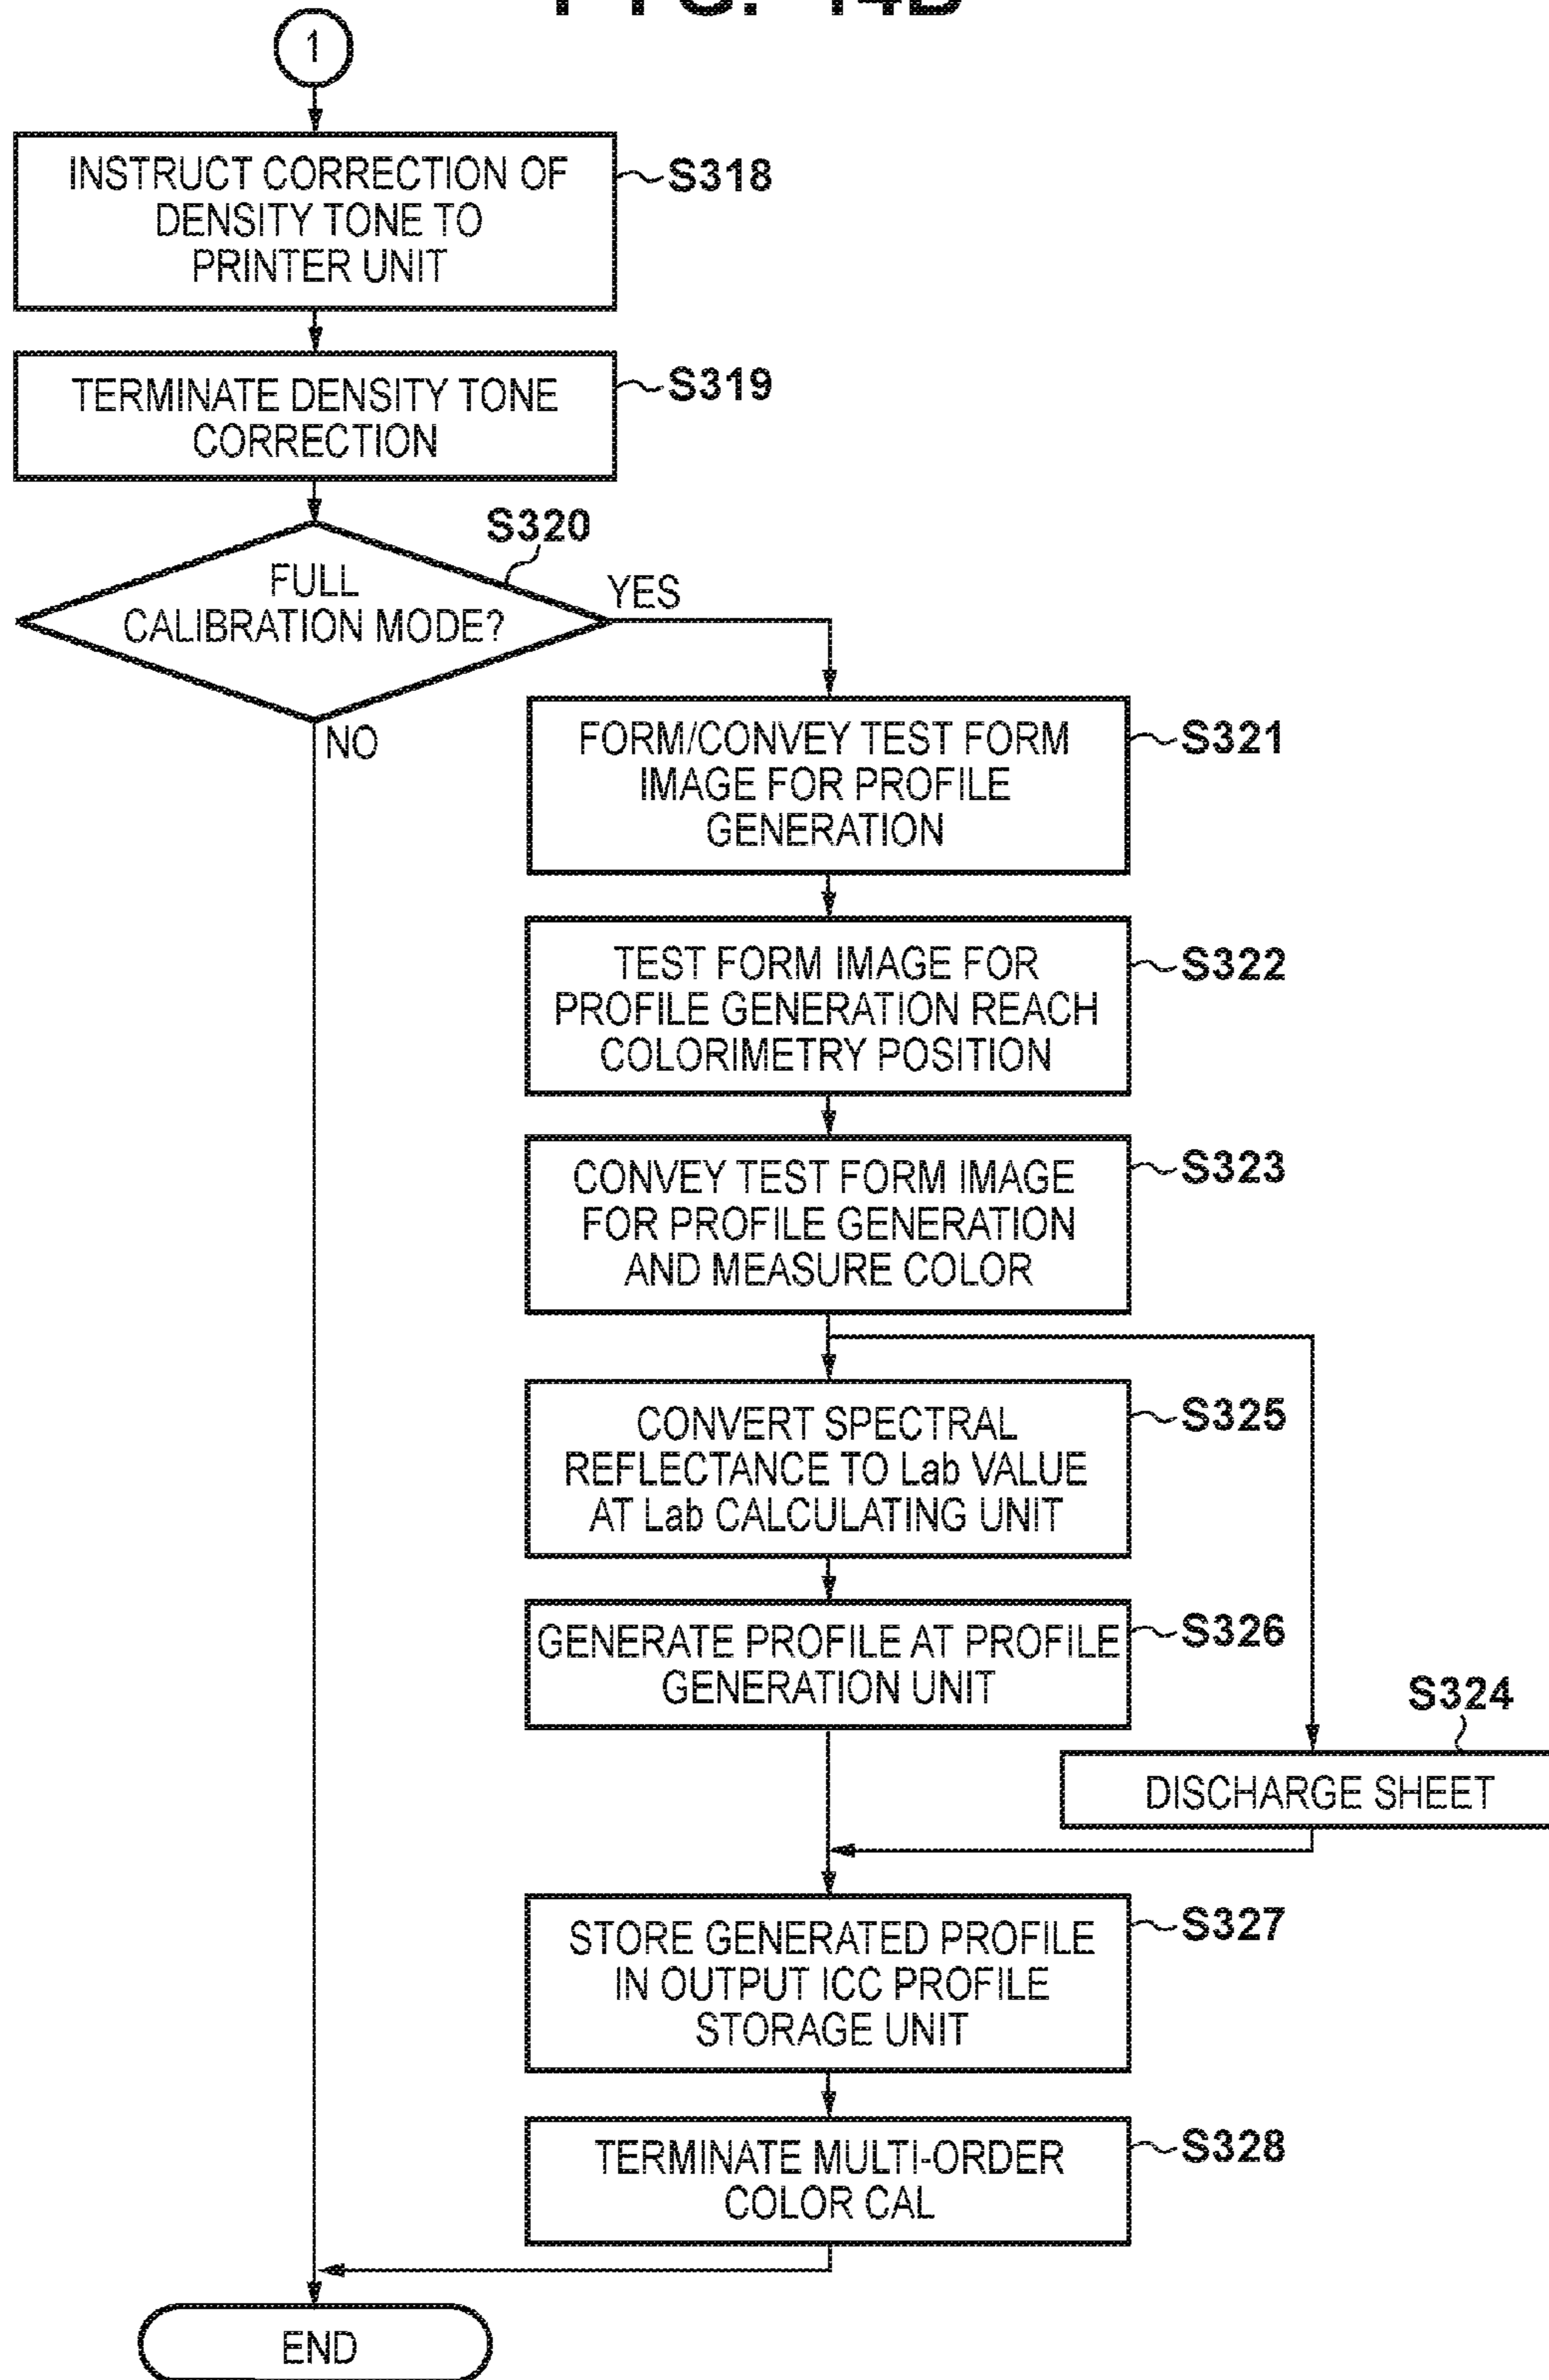 FIG. 14B
1
INSTRUCT CORRECTION OF
DENSITY TONE TO
PRINTER UNIT
S318
TERMINATE DENSITY TONE
CORRECTION
S319
S320
FULL
CALIBRATION MODE?
YES
NO
FORM/CONVEY TEST FORM
IMAGE FOR PROFILE
GENERATION
S321
TEST FORM IMAGE FOR
PROFILE GENERATION REACH
COLORIMETRY POSITION
S322
CONVEY TEST FORM IMAGE
FOR PROFILE GENERATION
AND MEASURE COLOR
S323
CONVERT SPECTRAL
REFLECTANCE TO Lab VALUE
AT Lab CALCULATING UNIT
S325
GENERATE PROFILE AT PROFILE
GENERATION UNIT
S326
S324
DISCHARGE SHEET
STORE GENERATED PROFILE
IN OUTPUT ICC PROFILE
STORAGE UNIT
S327
TERMINATE MULTI-ORDER
COLOR CAL
S328
END